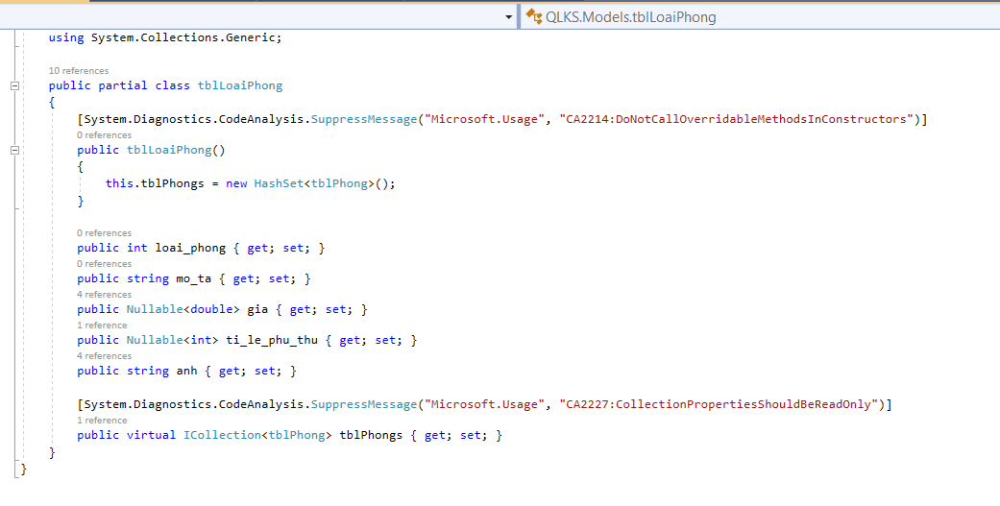 QLKS.Models.tblLoaiPhong
using System.Collections.Generic;
10 references
public partial class tblLoaiPhong
{
[System.Diagnostics.CodeAnalysis.SuppressMessage("Microsoft.Usage", "CA2214:DoNotCallOverridableMethodsInConstructors")]
0 references
public tblLoaiPhong()
{
this.tblPhongs = new HashSet<tblPhong>();
}
0 references
public int loai_phong { get; set; }
0 references
public string mo_ta { get; set; }
4 references
public Nullable<double> gia { get; set; }
1 reference
public Nullable<int> ti_le_phu_thu { get; set; }
4 references
public string anh { get; set; }
[System.Diagnostics.CodeAnalysis.SuppressMessage("Microsoft.Usage", "CA2227:CollectionPropertiesShouldBeReadOnly")]
1 reference
public virtual ICollection<tblPhong> tblPhongs { get; set; }
}
}